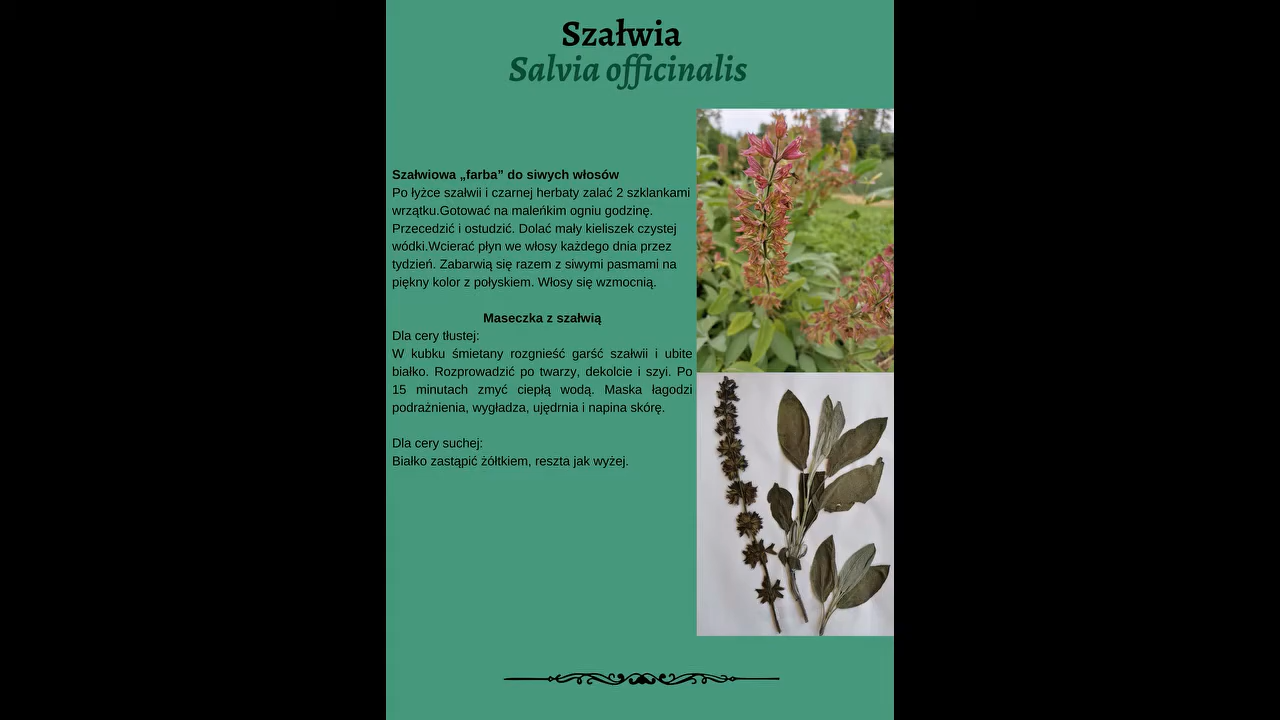 Szałwia
Salvia officinalis
Szałwiowa „farba” do siwych włosów
Po łyżce szałwii i czarnej herbaty zalać 2 szklankami
wrzątku.Gotować na maleńkim ogniu godzinę.
Przecedzić i ostudzić. Dolać mały kieliszek czystej
wódki.Wcierać płyn we włosy każdego dnia przez
tydzień. Zabarwią się razem z siwymi pasmami na
piękny kolor z połyskiem. Włosy się wzmocnią.
Maseczka z szałwią
Dla cery tłustej:
W kubku śmietany rozgnieść garść szałwii i ubite
białko. Rozprowadzić po twarzy, dekolcie i szyi. Po
15 minutach zmyć ciepłą wodą. Maska łagodzi
podrażnienia, wygładza, ujędrnia i napina skórę.
Dla cery suchej:
Białko zastąpić żółtkiem, reszta jak wyżej.